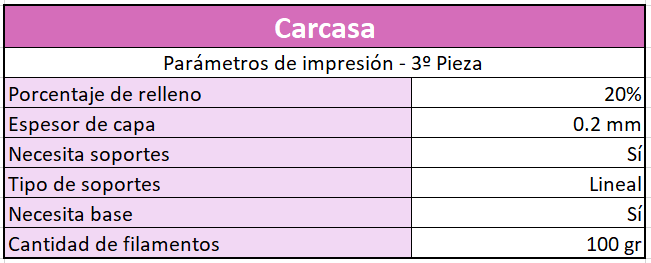 Carcasa
Parámetros de impresión - 3º Pieza
Porcentaje de relleno 20%
Espesor de capa 0.2 mm
Necesita soportes Sí
Tipo de soportes Lineal
Necesita base Sí
Cantidad de filamentos 100 gr